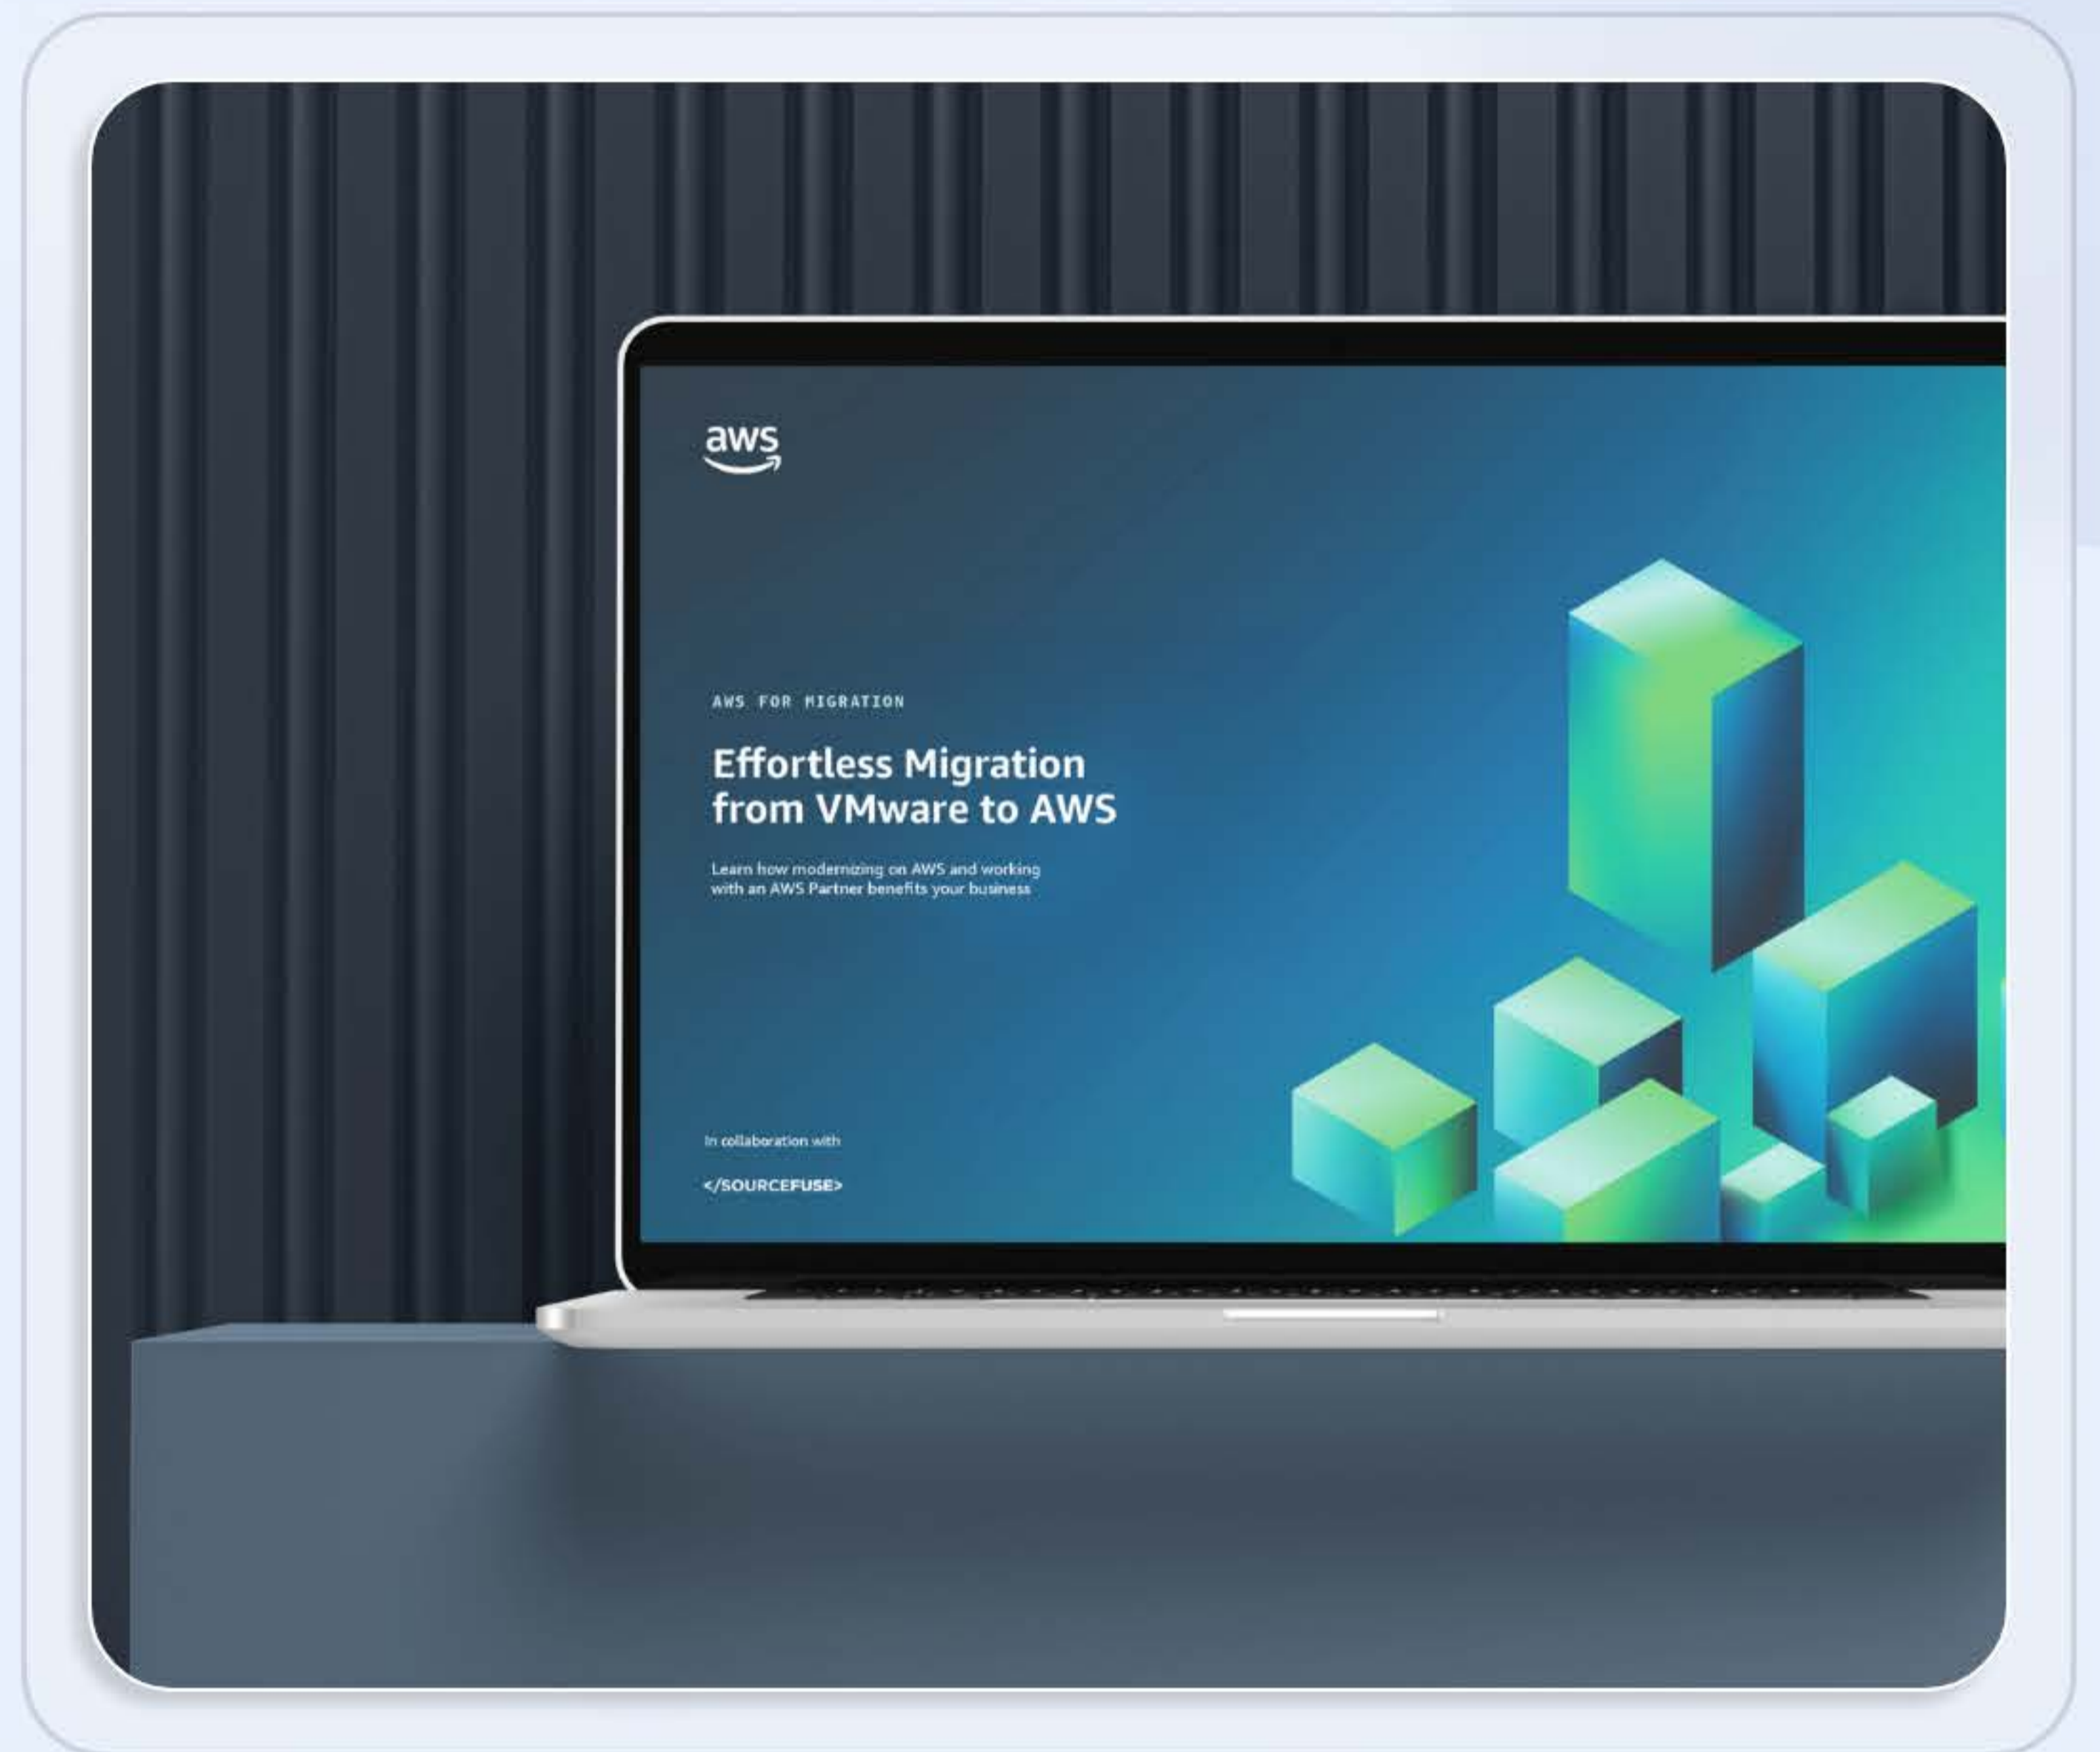 aws
AWS FOR MIGRATION
Effortless Migration
from VMware to AWS
Learn how modernizing on AWS and working
with an AWS Partner benefits your business
In collaboration with
</SOURCEFUSE>